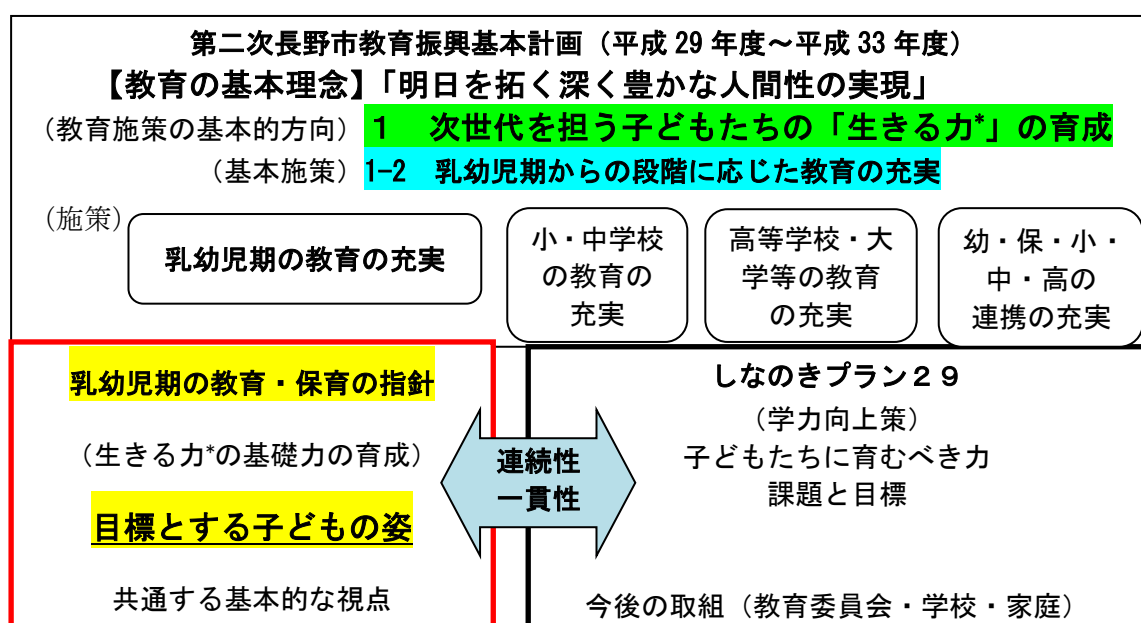 第二次長野市教育振興基本計画（平成 29 年度～平成 33 年度）
【教育の基本理念】「明日を拓く深く豊かな人間性の実現」
（教育施策の基本的方向）１　次世代を担う子どもたちの「生きる力*」の育成
（基本施策）1-2　乳幼児期からの段階に応じた教育の充実
（施策）
乳幼児期の教育の充実
小・中学校
の教育の
充実
高等学校・大
学等の教育
の充実
幼・保・小・
中・高の
連携の充実
乳幼児期の教育・保育の指針
（生きる力*の基礎力の育成）
目標とする子どもの姿
共通する基本的な視点
連続性
一貫性
しなのきプラン２９
（学力向上策）
子どもたちに育むべき力
課題と目標
今後の取組（教育委員会・学校・家庭）